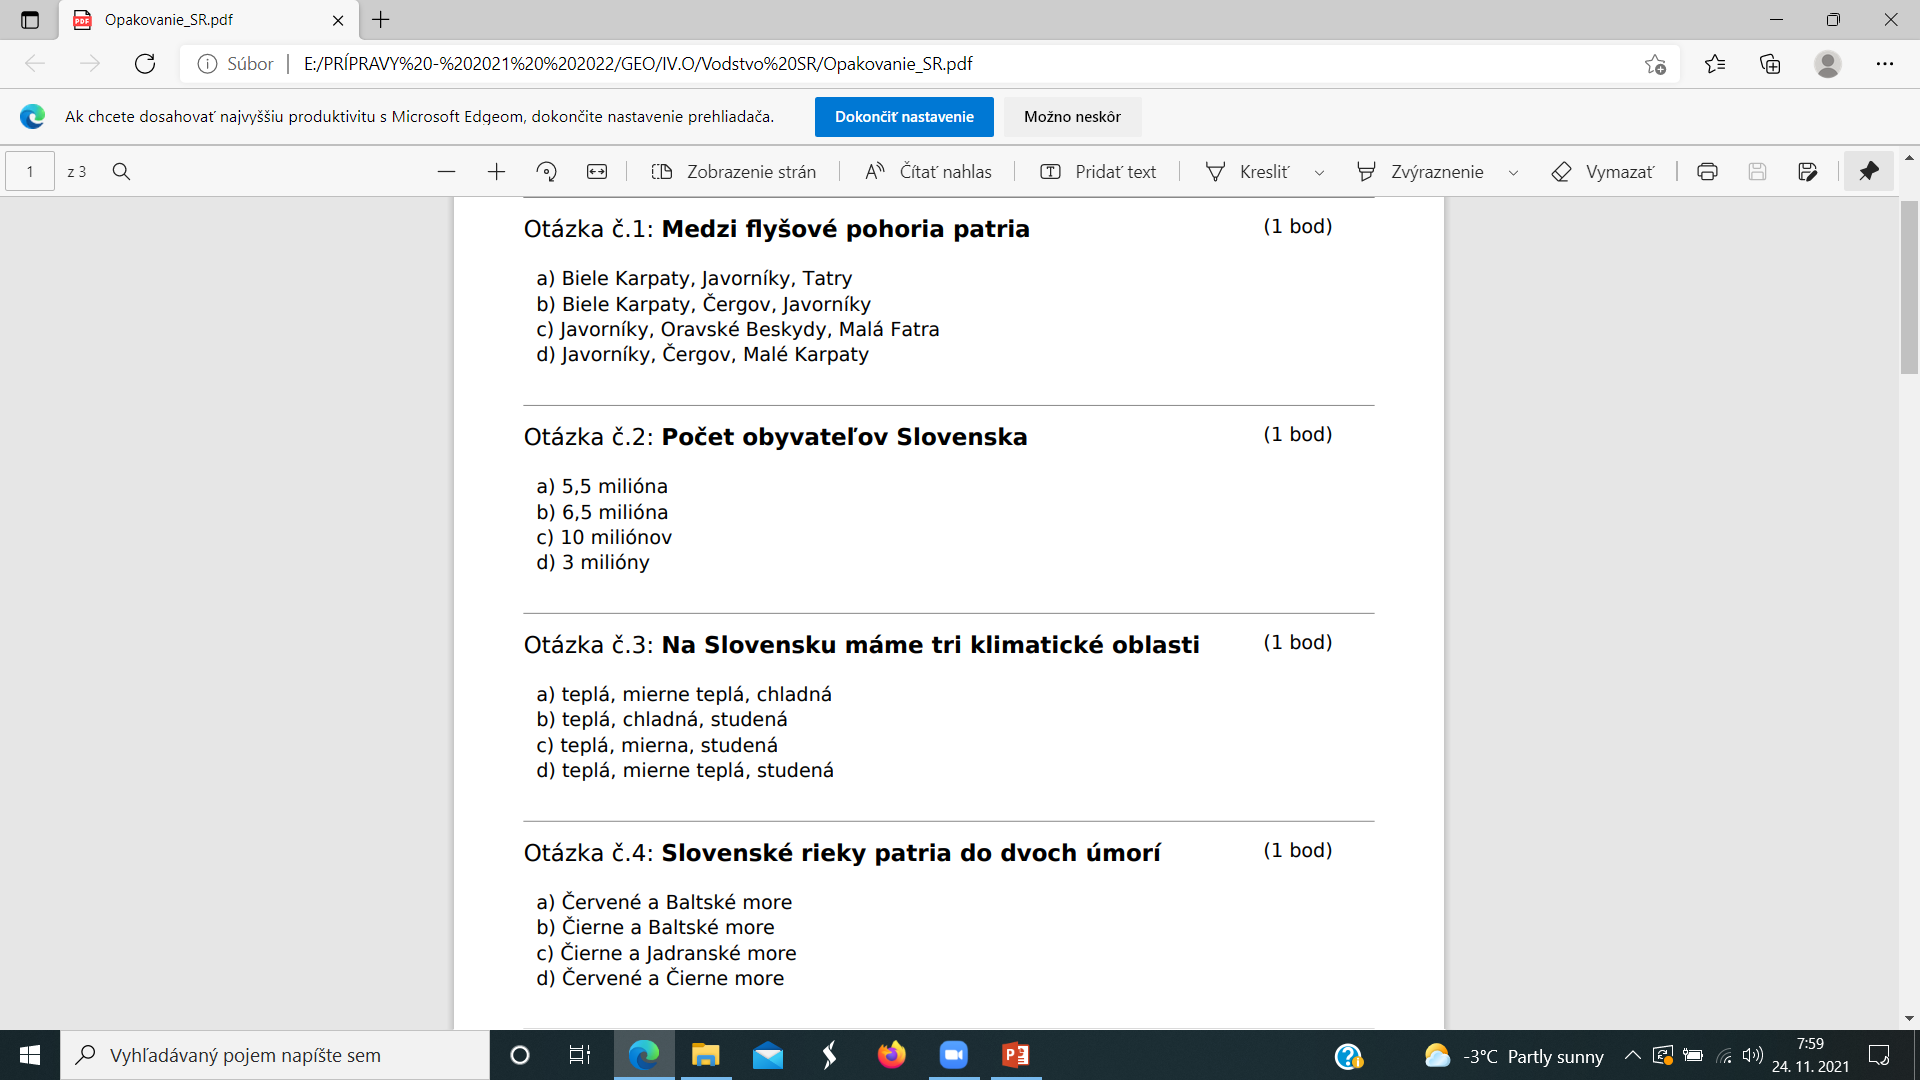 Opakovanie_SR.pdf
Súbor
E:/PRÍPRAVY%20-%202021%20%202022/GEO/IV.O/Vodstvo%20SR/Opakovanie_SR.pdf
Ak chcete dosahovať najvyššiu produktivitu s Microsoft Edgeom, dokončite nastavenie prehliadača.
Dokončiť nastavenie
Možno neskôr
1
z 3
Zobrazenie strán
Čítať nahlas
Pridať text
Kresliť
Zvýraznenie
Vymazať
Otázka č.1: Medzi flyšové pohoria patria (1 bod)
a) Biele Karpaty, Javorníky, Tatry
b) Biele Karpaty, Čergov, Javorníky
c) Javorníky, Oravské Beskydy, Malá Fatra
d) Javorníky, Čergov, Malé Karpaty
Otázka č.2: Počet obyvateľov Slovenska (1 bod)
a) 5,5 milióna
b) 6,5 milióna
c) 10 miliónov
d) 3 milióny
Otázka č.3: Na Slovensku máme tri klimatické oblasti (1 bod)
a) teplá, mierne teplá, chladná
b) teplá, chladná, studená
c) teplá, mierna, studená
d) teplá, mierne teplá, studená
Otázka č.4: Slovenské rieky patria do dvoch úmorí (1 bod)
a) Červené a Baltské more
b) Čierne a Baltské more
c) Čierne a Jadranské more
d) Červené a Čierne more
Vyhľadávaný pojem napíšte sem
-3°C Partly sunny
7:59
24. 11. 2021